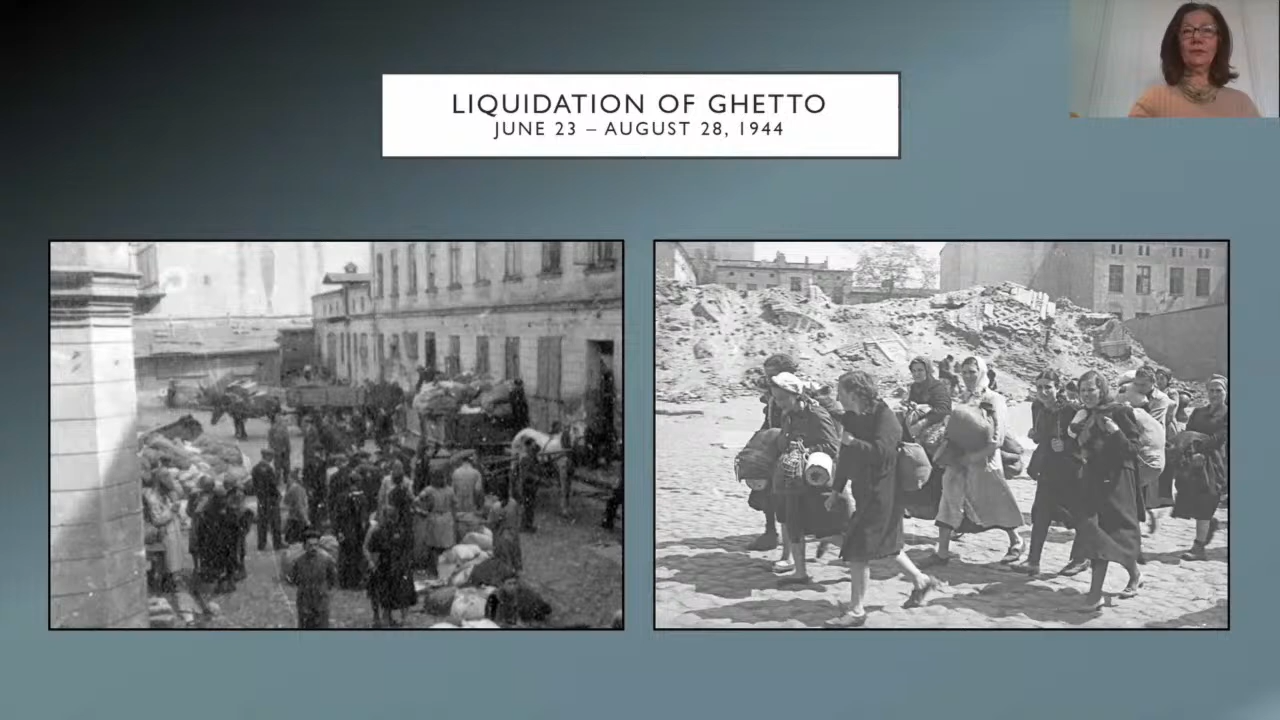 LIQUIDATION OF GHETTO
JUNE 23 – AUGUST 28, 1944